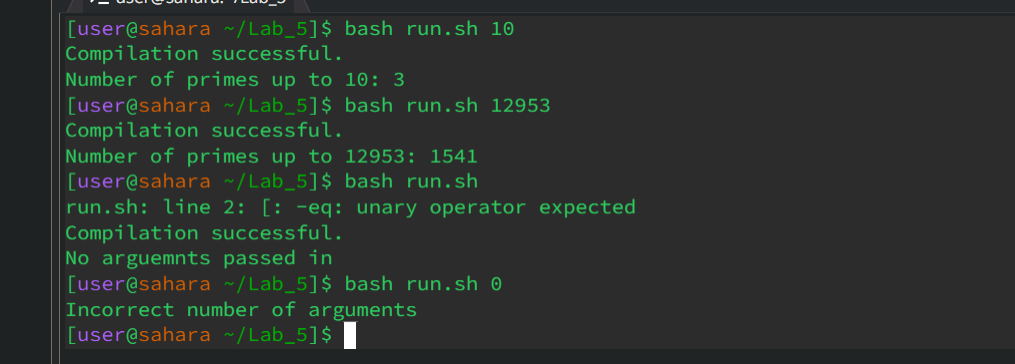 user@sahara: ~/Lab_5
[user@sahara ~/Lab_5]$ bash run.sh 10
Compilation successful.
Number of primes up to 10: 3
[user@sahara ~/Lab_5]$ bash run.sh 12953
Compilation successful.
Number of primes up to 12953: 1541
[user@sahara ~/Lab_5]$ bash run.sh
run.sh: line 2: [: -eq: unary operator expected
Compilation successful.
No arguemnts passed in
[user@sahara ~/Lab_5]$ bash run.sh 0
Incorrect number of arguments
[user@sahara ~/Lab_5]$